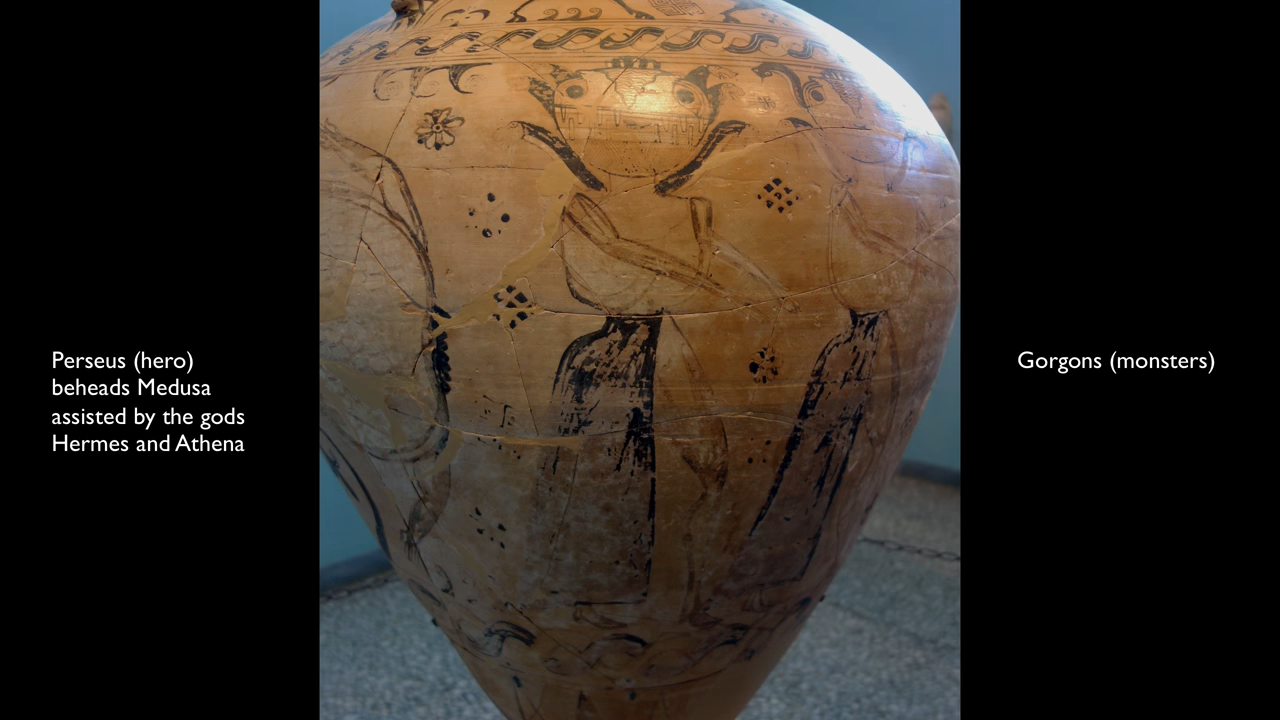 Perseus (hero)
beheads Medusa
assisted by the gods
Hermes and Athena
Gorgons (monsters)